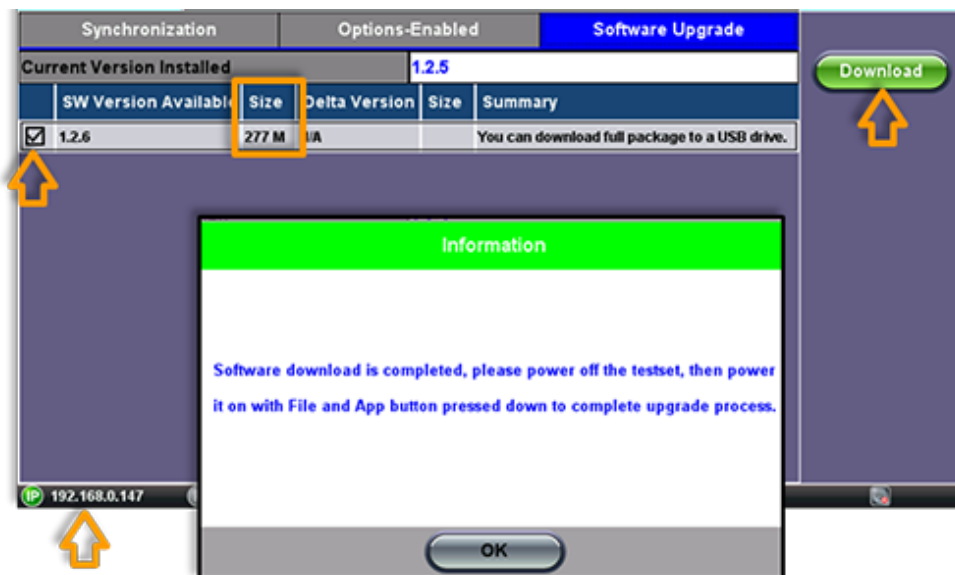 Synchronization Options-Enabled Software Upgrade
Current Version Installed 1.2.5
Download
SW Version Available Size Delta Version Size Summary
1.2.6 277 M N/A You can download full package to a USB drive.
Information
Software download is completed, please power off the testset, then power
it on with File and App button pressed down to complete upgrade process.
IP 192.168.0.147
OK